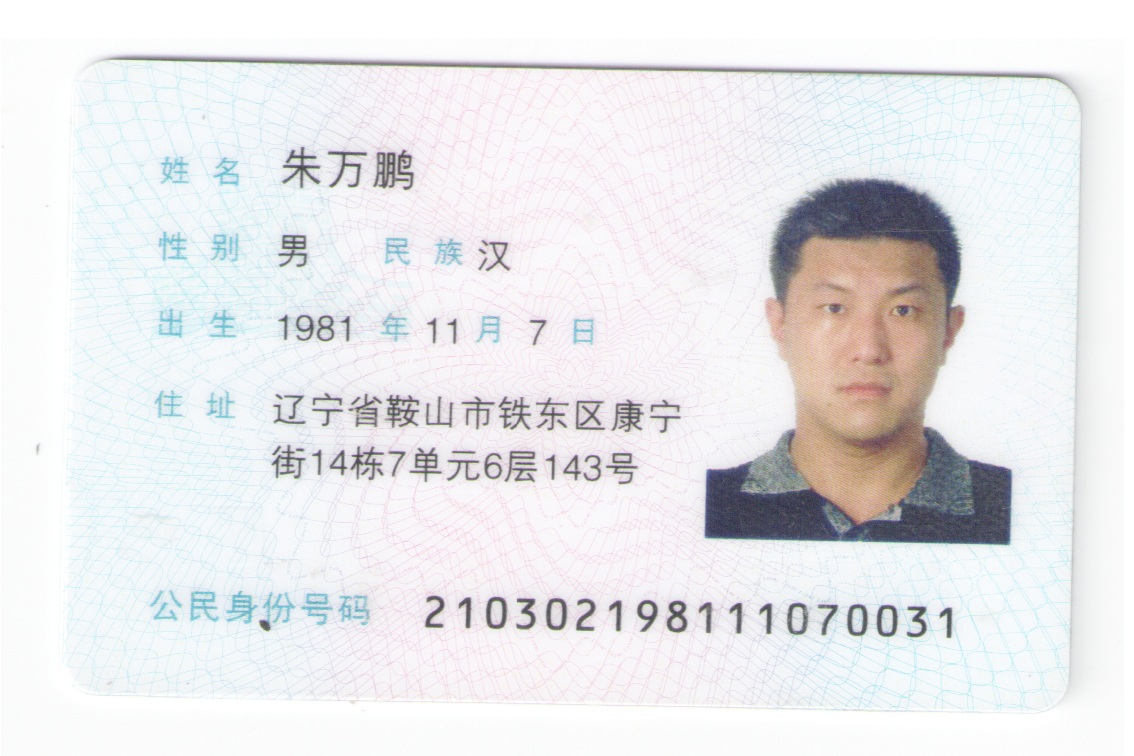 姓名 朱万鹏
性别 男 民族 汉
出生 1981 年 11 月 7 日
住址 辽宁省鞍山市铁东区康宁
街14栋7单元6层143号
公民身份号码 210302198111070031